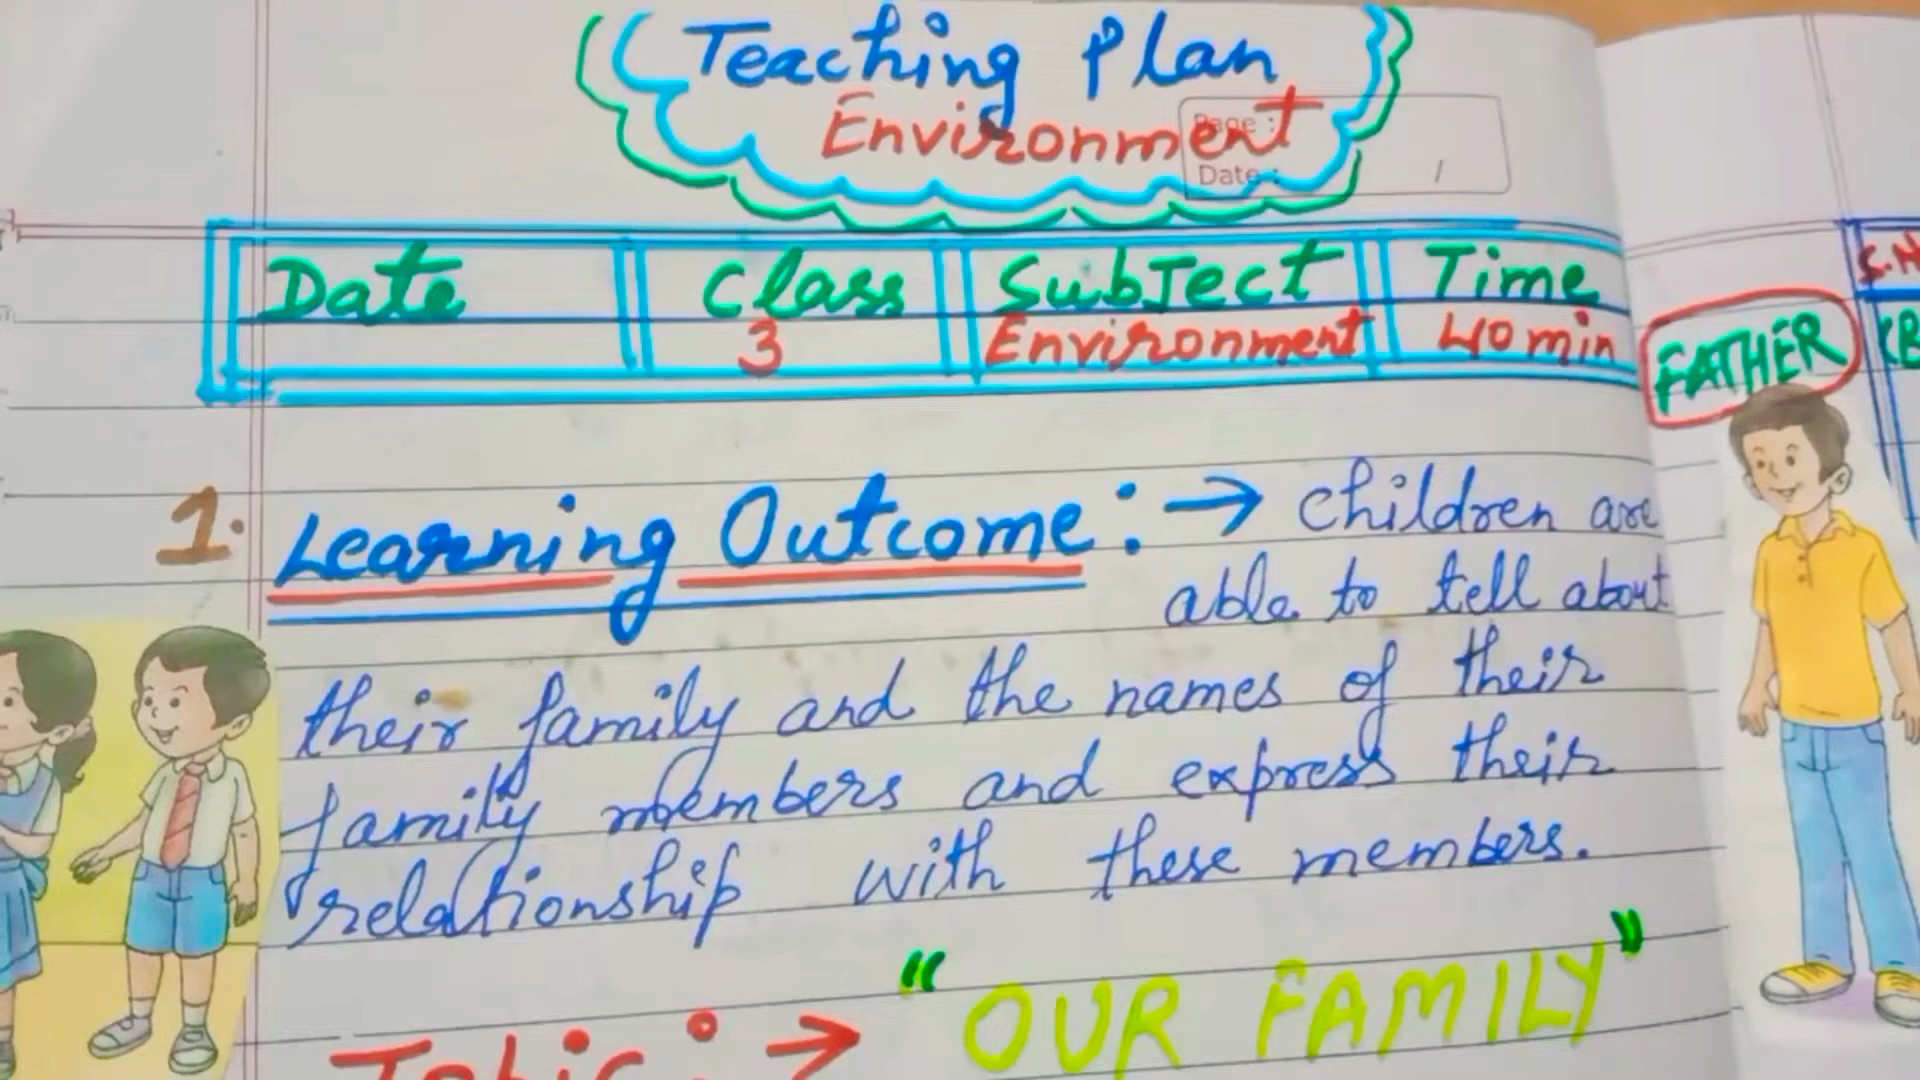 Teaching Plan
Environment
Page :
Date : /
Date Class Subject Time
3 Environment 40 min
FATHER
S.N
1. Learning Outcome : → children are
able to tell about
their family and the names of their
family members and express their
relationship with these members.
Topic : → "OUR FAMILY"